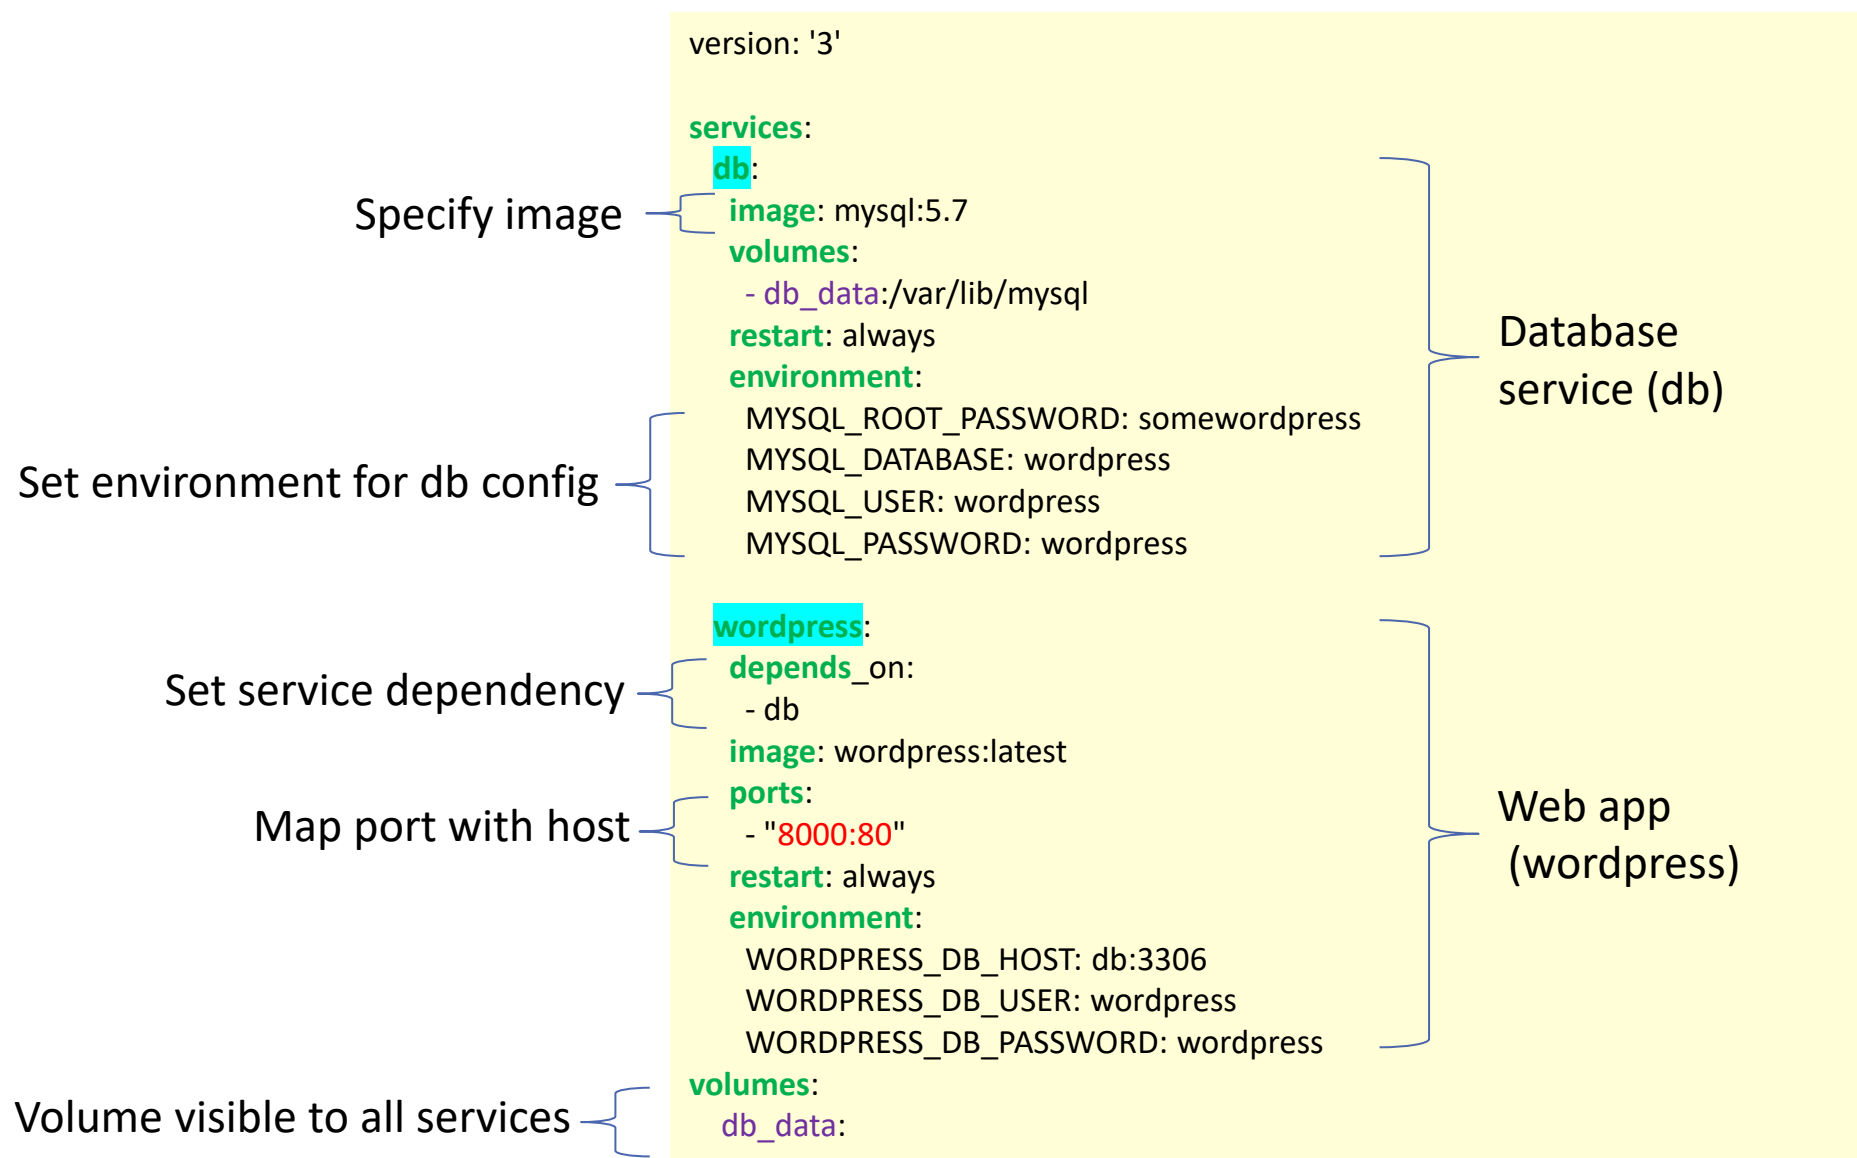 version: '3'
services:
db:
Specify image
image: mysql:5.7
volumes:
- db_data:/var/lib/mysql
restart: always
environment:
Database
service (db)
MYSQL_ROOT_PASSWORD: somewordpress
MYSQL_DATABASE: wordpress
Set environment for db config
MYSQL_USER: wordpress
MYSQL_PASSWORD: wordpress
wordpress:
depends_on:
Set service dependency
- db
image: wordpress:latest
ports:
Map port with host
- "8000:80"
Web app
(wordpress)
restart: always
environment:
WORDPRESS_DB_HOST: db:3306
WORDPRESS_DB_USER: wordpress
WORDPRESS_DB_PASSWORD: wordpress
volumes:
Volume visible to all services
db_data: